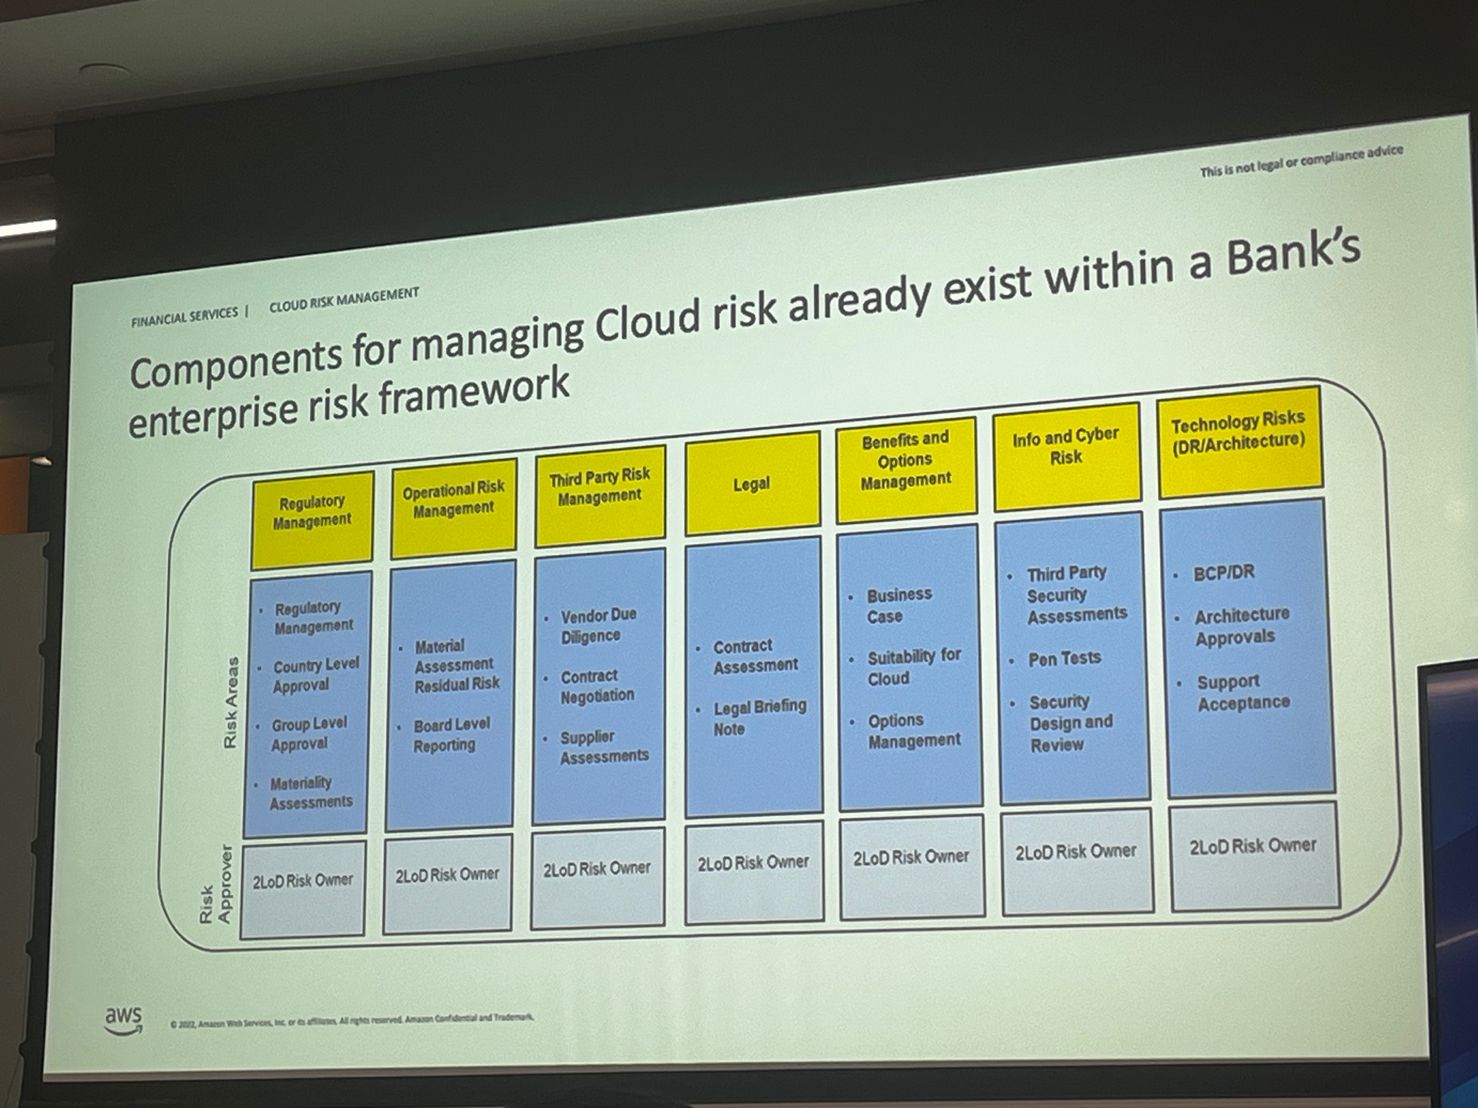 This is not legal or compliance advice
FINANCIAL SERVICES | CLOUD RISK MANAGEMENT
Components for managing Cloud risk already exist within a Bank's
enterprise risk framework
Regulatory
Management
Operational Risk
Management
Third Party Risk
Management
Legal
Benefits and
Options
Management
Info and Cyber
Risk
Technology Risks
(DR/Architecture)
Risk Areas
• Regulatory
Management
• Country Level
Approval
• Group Level
Approval
• Materiality
Assessments
• Material
Assessment
Residual Risk
• Board Level
Reporting
• Vendor Due
Diligence
• Contract
Negotiation
• Supplier
Assessments
• Contract
Assessment
• Legal Briefing
Note
• Business
Case
• Suitability for
Cloud
• Options
Management
• Third Party
Security
Assessments
• Pen Tests
• Security
Design and
Review
• BCP/DR
• Architecture
Approvals
• Support
Acceptance
Risk
Approver
2LoD Risk Owner
2LoD Risk Owner
2LoD Risk Owner
2LoD Risk Owner
2LoD Risk Owner
2LoD Risk Owner
2LoD Risk Owner
aws
© 2022, Amazon Web Services, Inc. or its affiliates. All rights reserved. Amazon Confidential and Trademark.